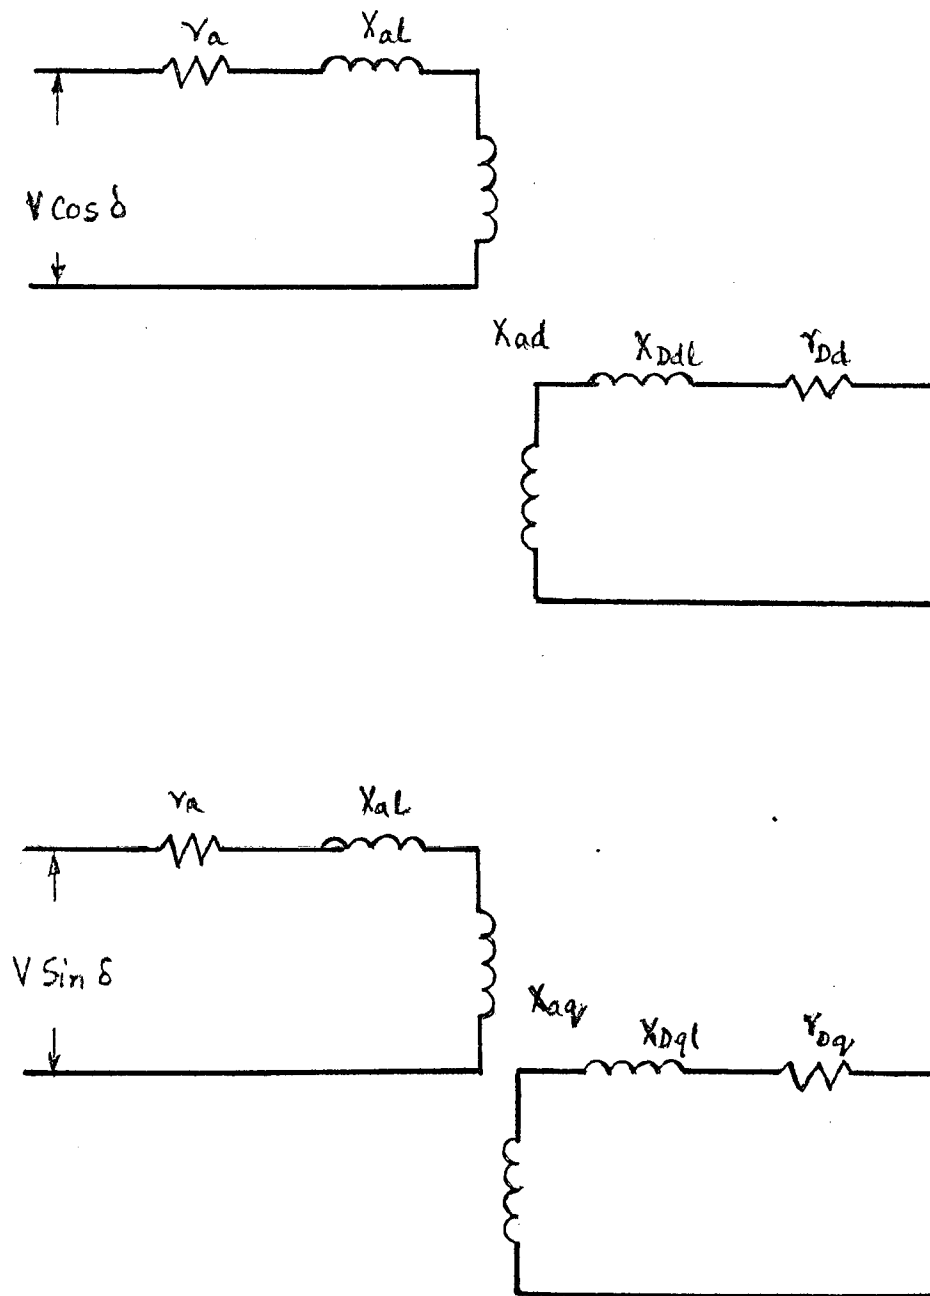 ra Xal
V Cos δ
Xad XDdl rDd
ra Xal
V Sin δ
Xaq XDql rDq